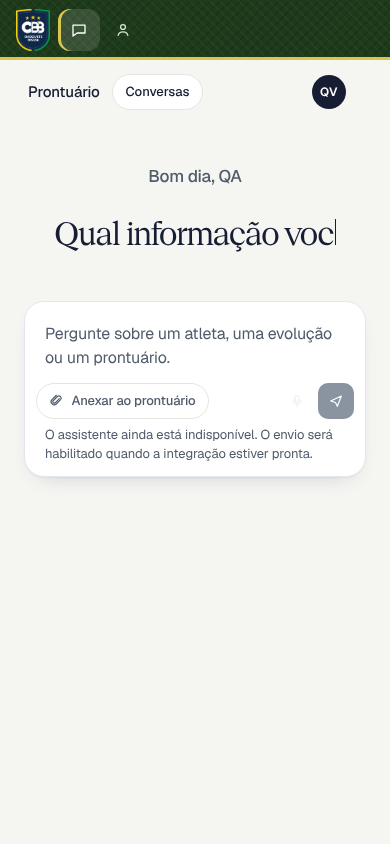 CBB
Prontuário
Conversas
QV
Bom dia, QA
Qual informação voc
Pergunte sobre um atleta, uma evolução
ou um prontuário.
Anexar ao prontuário
O assistente ainda está indisponível. O envio será
habilitado quando a integração estiver pronta.